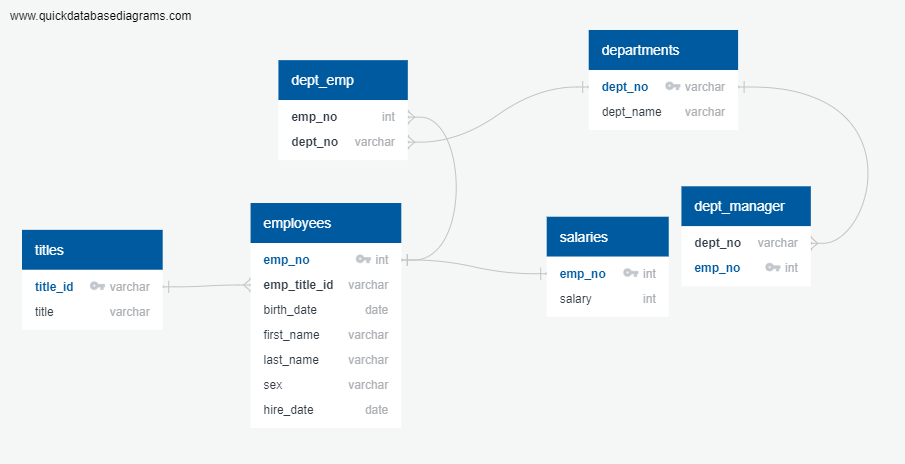 www.quickdatabasediagrams.com
dept_emp
emp_no int
dept_no varchar
departments
dept_no varchar
dept_name varchar
titles
title_id varchar
title varchar
employees
emp_no int
emp_title_id varchar
birth_date date
first_name varchar
last_name varchar
sex varchar
hire_date date
salaries
emp_no int
salary int
dept_manager
dept_no varchar
emp_no int